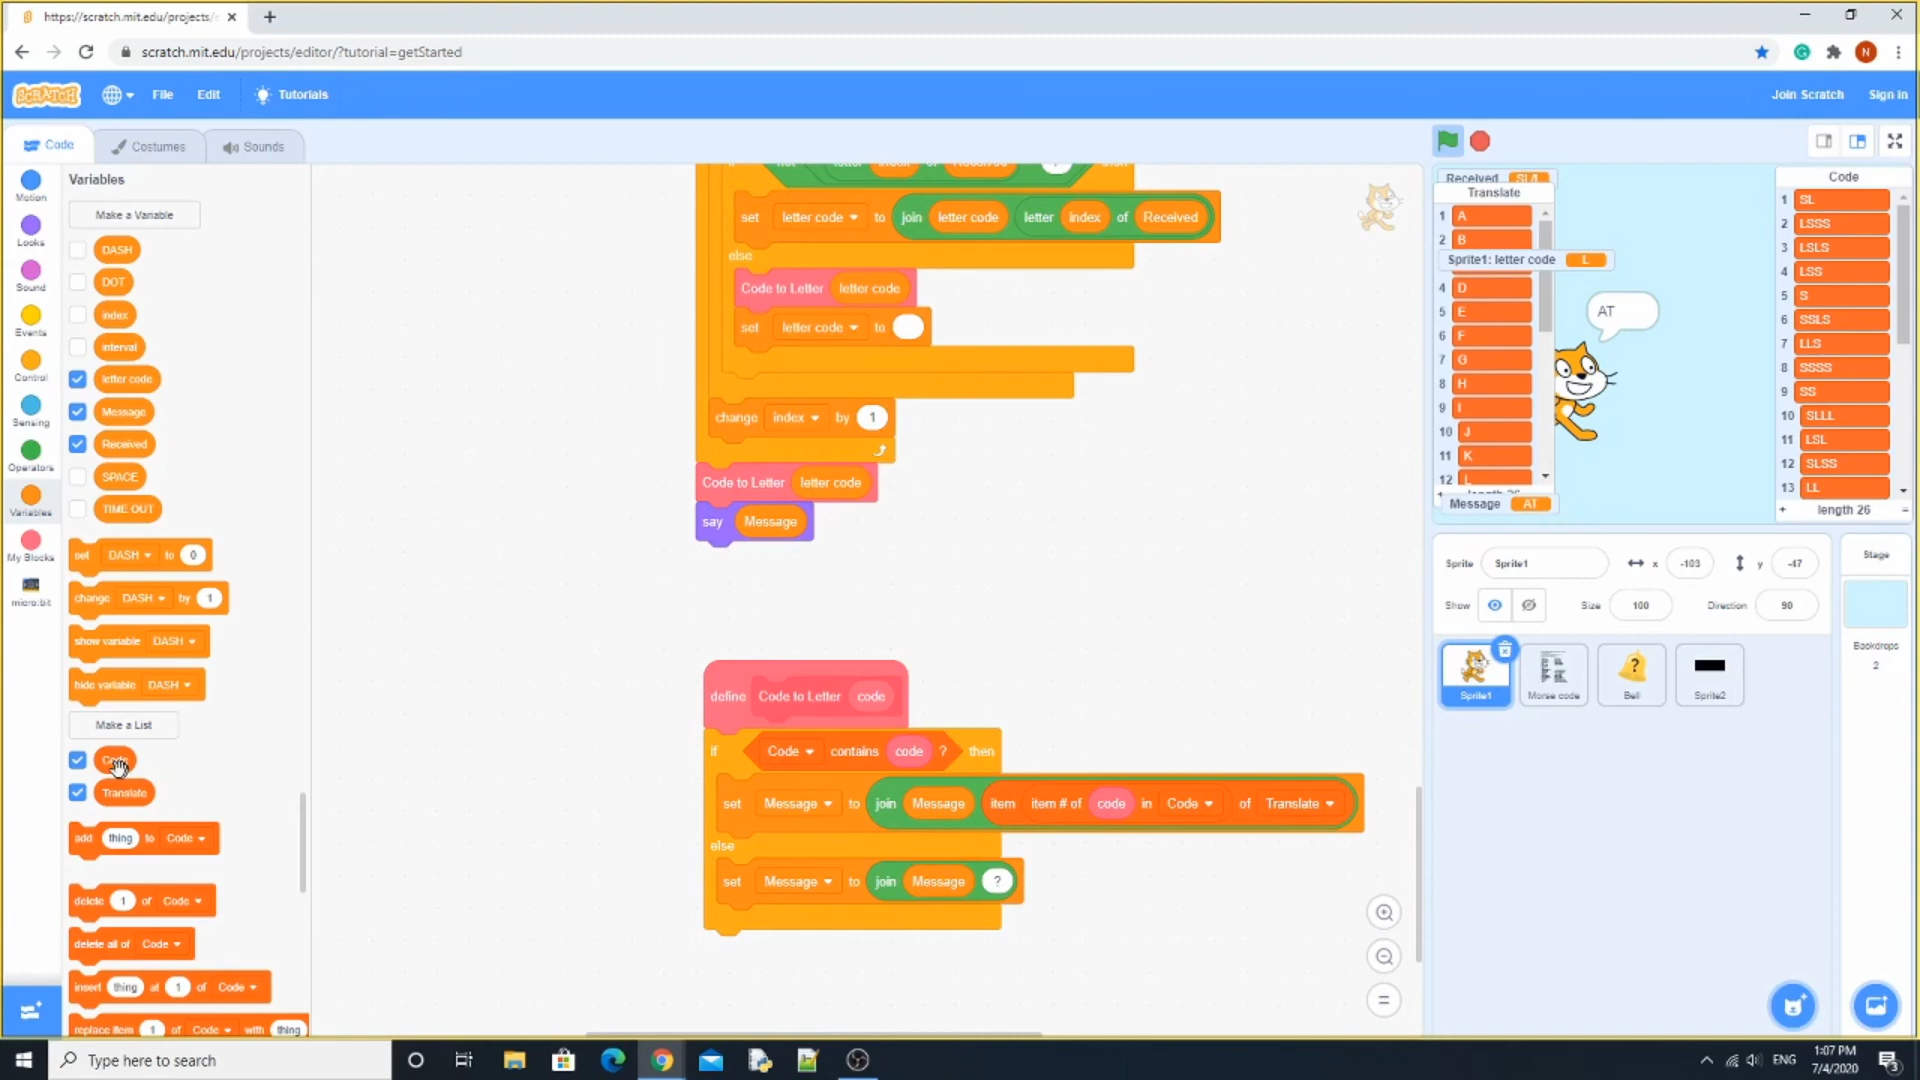 https://scratch.mit.edu/projects/
scratch.mit.edu/projects/editor/?tutorial=getStarted
N
SCRATCH
File
Edit
Tutorials
Join Scratch
Sign in
Code
Costumes
Sounds
Motion
Looks
Sound
Events
Control
Sensing
Operators
Variables
My Blocks
micro:bit
Variables
Make a Variable
DASH
DOT
index
interval
letter code
Message
Received
SPACE
TIME OUT
set DASH to 0
change DASH by 1
show variable DASH
hide variable DASH
Make a List
Translate
add thing to Code
delete 1 of Code
delete all of Code
insert thing at 1 of Code
replace item 1 of Code with thing
set letter code to join letter code letter index of Received
else
Code to Letter letter code
set letter code to
change index by 1
Code to Letter letter code
say Message
define Code to Letter code
if Code contains code ? then
set Message to join Message item item # of code in Code of Translate
else
set Message to join Message ?
Received
Translate
1 A
2 B
Sprite1: letter code L
4 D
5 E
6 F
7 G
8 H
9 I
10 J
11 K
12 L
Message AT
AT
Code
1 SL
2 LSSS
3 LSLS
4 LSS
5 S
6 SSLS
7 LLS
8 SSSS
9 SS
10 SLLL
11 LSL
12 SLSS
13 LL
+ length 26 =
Sprite Sprite1 x -103 y -47
Show Size 100 Direction 90
Sprite1
Morse code
Bell
Sprite2
Stage
Backdrops
2
Type here to search
ENG
1:07 PM
7/4/2020
3